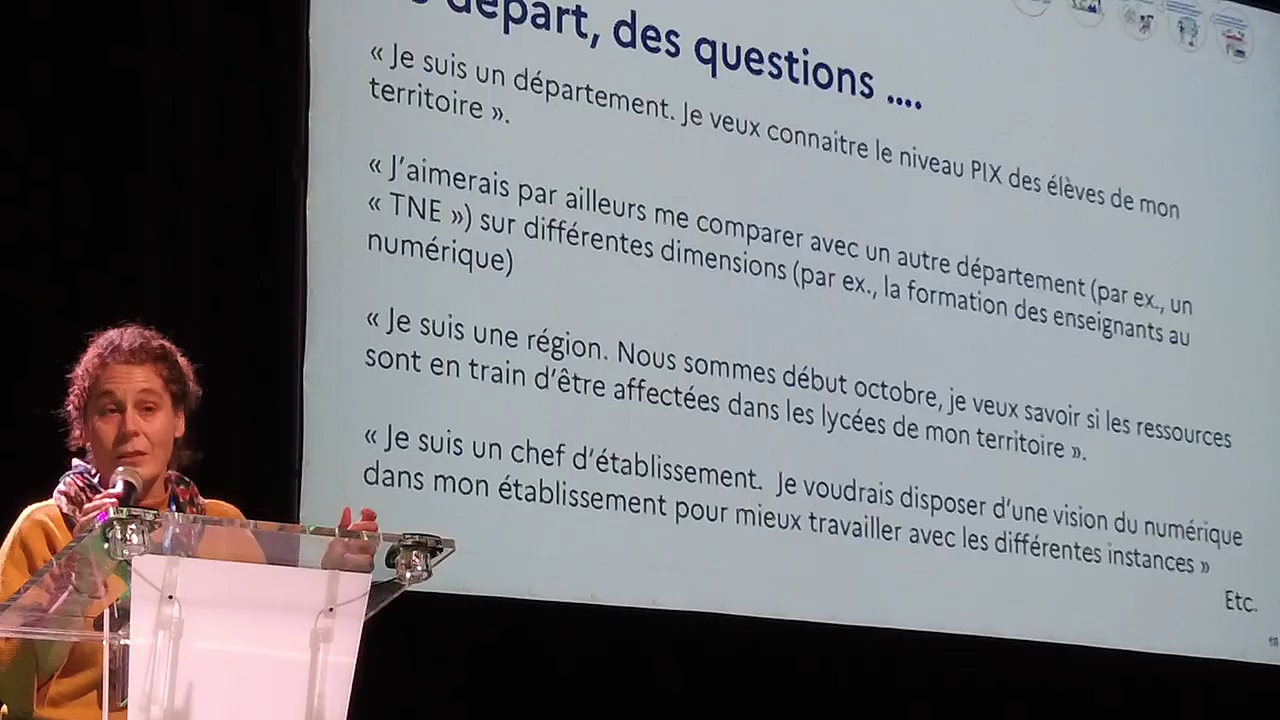 départ, des questions ....
« Je suis un département. Je veux connaitre le niveau PIX des élèves de mon
territoire ».
« J'aimerais par ailleurs me comparer avec un autre département (par ex., un
« TNE ») sur différentes dimensions (par ex., la formation des enseignants au
numérique)
« Je suis une région. Nous sommes début octobre, je veux savoir si les ressources
sont en train d'être affectées dans les lycées de mon territoire ».
« Je suis un chef d'établissement. Je voudrais disposer d'une vision du numérique
dans mon établissement pour mieux travailler avec les différentes instances »
Etc.